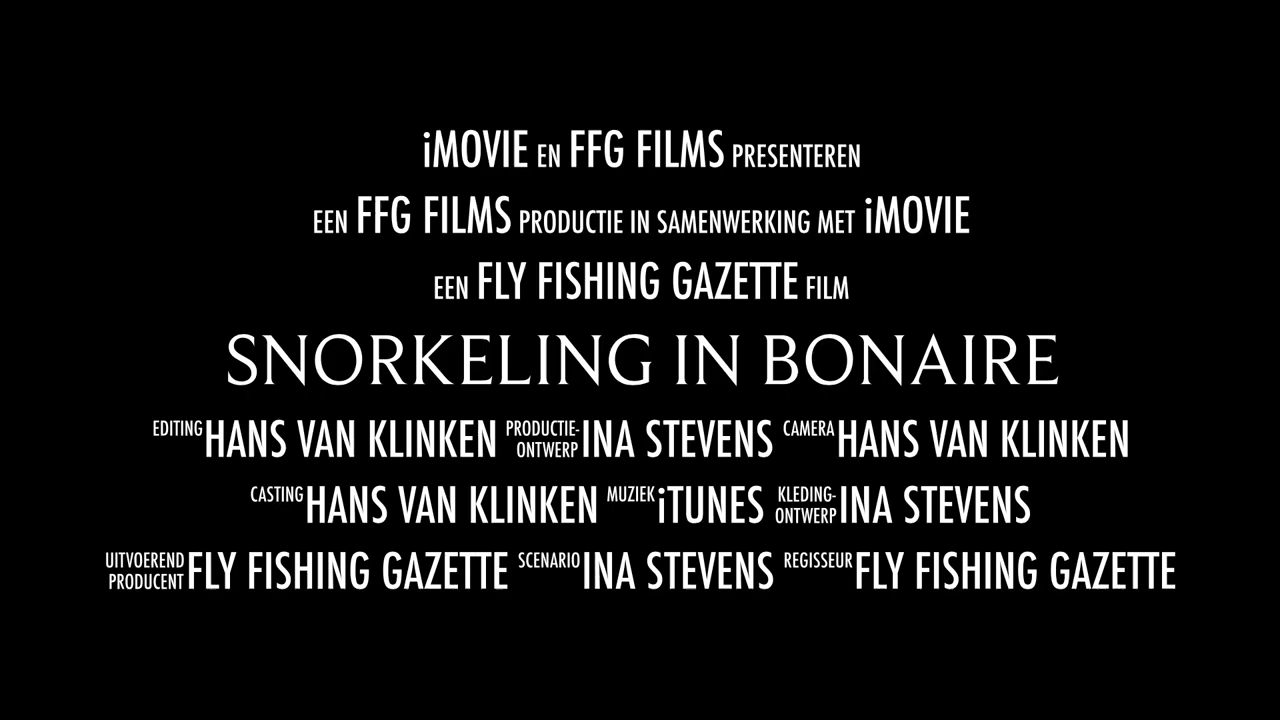 iMOVIE EN FFG FILMS PRESENTEREN
EEN FFG FILMS PRODUCTIE IN SAMENWERKING MET iMOVIE
EEN FLY FISHING GAZETTE FILM
SNORKELING IN BONAIRE
EDITING HANS VAN KLINKEN PRODUCTIE-ONTWERP INA STEVENS CAMERA HANS VAN KLINKEN
CASTING HANS VAN KLINKEN MUZIEK iTUNES KLEDING-ONTWERP INA STEVENS
UITVOEREND PRODUCENT FLY FISHING GAZETTE SCENARIO INA STEVENS REGISSEUR FLY FISHING GAZETTE